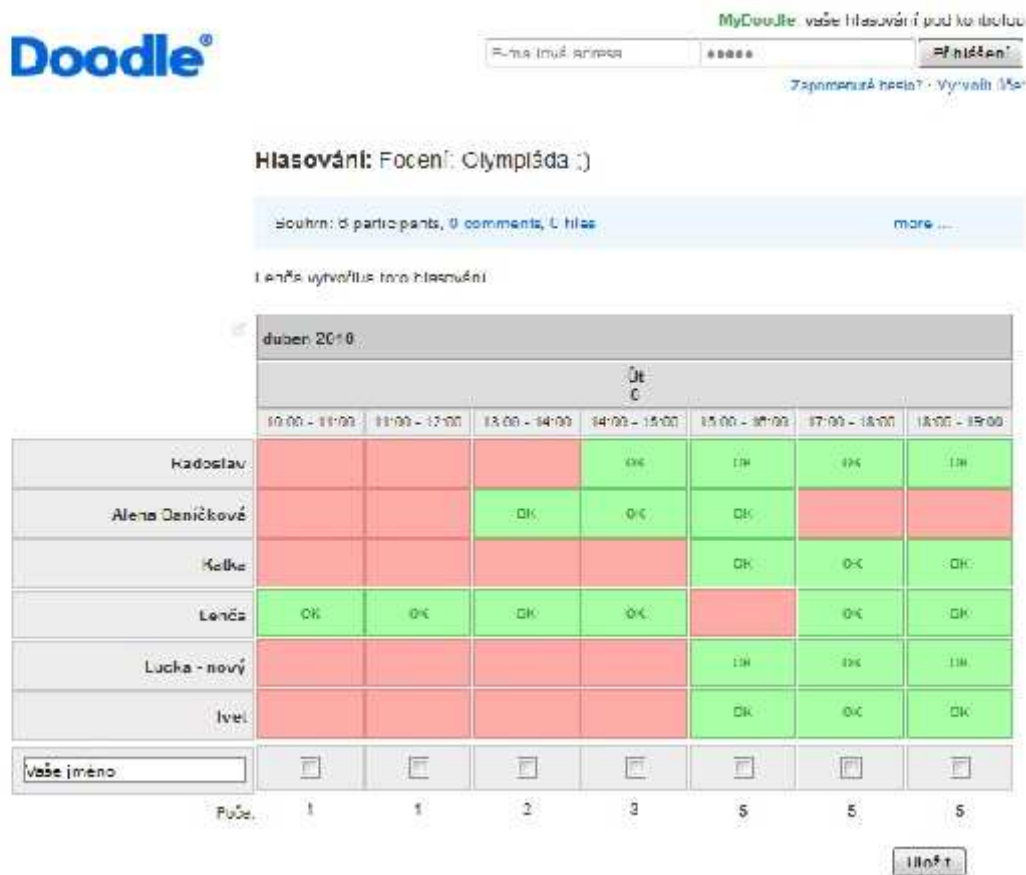 MyDoodle: vaše hlasování pod kontrolou
Doodle®
E-mailová adresa Přihlášení
Zapomenuté heslo? · Vytvořit účet
Hlasování: Focení: Olympiáda ;)
Souhrn: 6 participants, 0 comments, 0 files more ...
Lenča vytvořil/a toto hlasování
duben 2010
Út
6
10:00 - 11:00 11:00 - 12:00 13:00 - 14:00 14:00 - 15:00 15:00 - 16:00 17:00 - 18:00 18:00 - 19:00
Radoslav OK OK OK OK
Alena Daníčková OK OK OK
Katka OK OK OK
Lenča OK OK OK OK OK OK
Lucka - nový OK OK OK
Ivet OK OK OK
Vaše jméno
Počet 1 1 2 3 5 5 5
Uložit